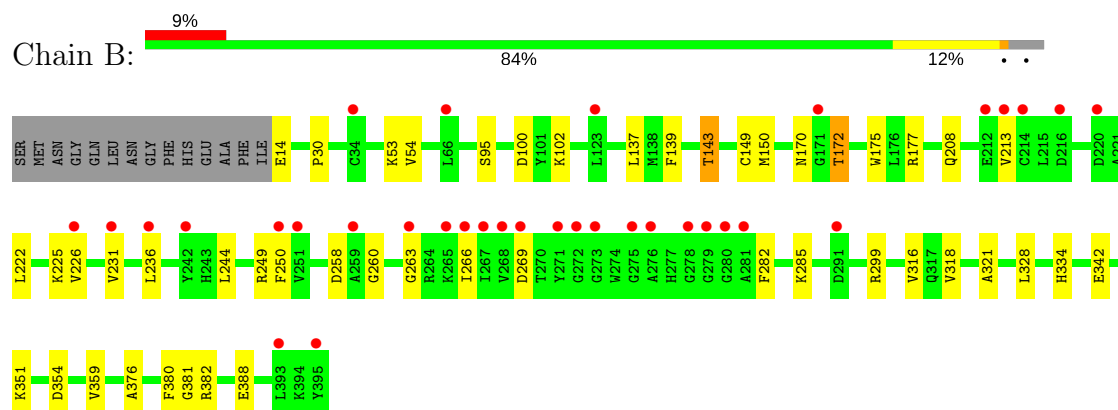 9%
Chain B:
84% 12% • •
SER MET ASN GLY GLN LEU ASN GLY PHE HIS GLU ALA PHE ILE E14 P30 C34 K53 V54 L66 S95 D100 Y101 K102 L123 L137 M138 F139 T143 C149 M150 N170 G171 T172 W175 L176 R177 Q208 E212 V213 C214 L215 D216 D220 A221
L222 K225 V226 V231 L236 Y242 H243 L244 R249 F250 V251 D258 A259 G260 G263 R264 K265 I266 I267 V268 D269 T270 Y271 G272 G273 W274 G275 A276 H277 G278 G279 G280 A281 F282 K285 D291 R299 V316 Q317 V318 A321 L328 H334 E342
K351 D354 V359 A376 F380 G381 R382 E388 L393 K394 Y395